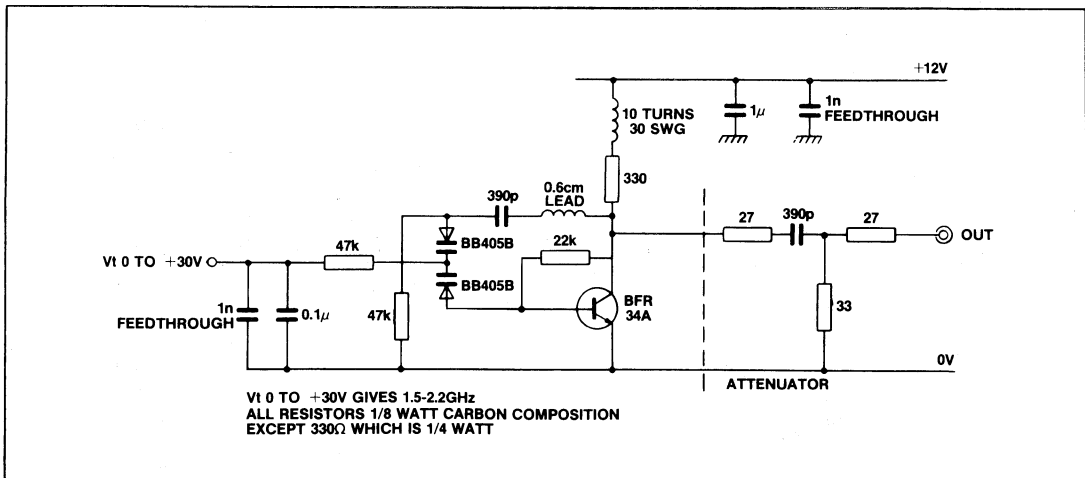 +12V
10 TURNS
30 SWG
1μ
1n
FEEDTHROUGH
330
390p
0.6cm
LEAD
27
390p
27
OUT
47k
BB405B
22k
Vt 0 TO +30V
BB405B
BFR
34A
1n
FEEDTHROUGH
0.1μ
47k
33
0V
ATTENUATOR
Vt 0 TO +30V GIVES 1.5-2.2GHz
ALL RESISTORS 1/8 WATT CARBON COMPOSITION
EXCEPT 330Ω WHICH IS 1/4 WATT